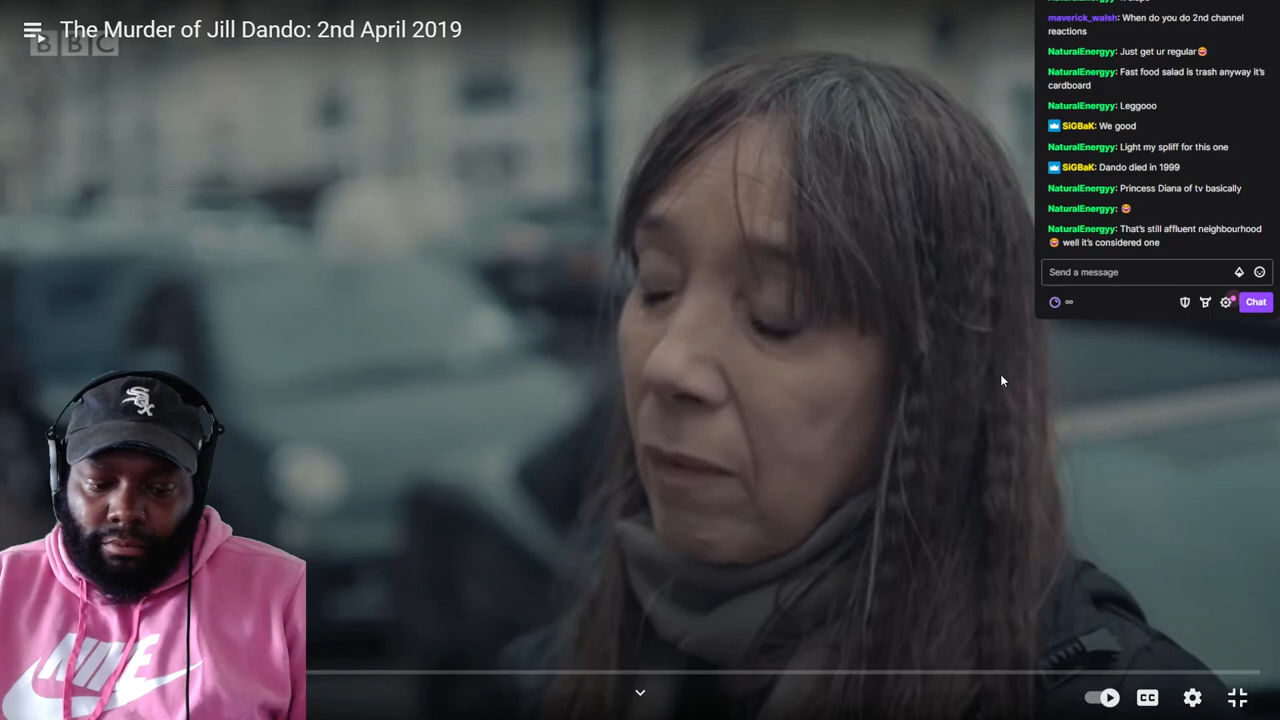 The Murder of Jill Dando: 2nd April 2019
BBC
maverick_walsh: When do you do 2nd channel
reactions
NaturalEnergyy: Just get ur regular😂
NaturalEnergyy: Fast food salad is trash anyway it's
cardboard
NaturalEnergyy: Leggooo
SiGBaK: We good
NaturalEnergyy: Light my spliff for this one
SiGBaK: Dando died in 1999
NaturalEnergyy: Princess Diana of tv basically
NaturalEnergyy: 😂
NaturalEnergyy: That's still affluent neighbourhood
😂 well it's considered one
Send a message
Chat
Sox
NIKE
CC